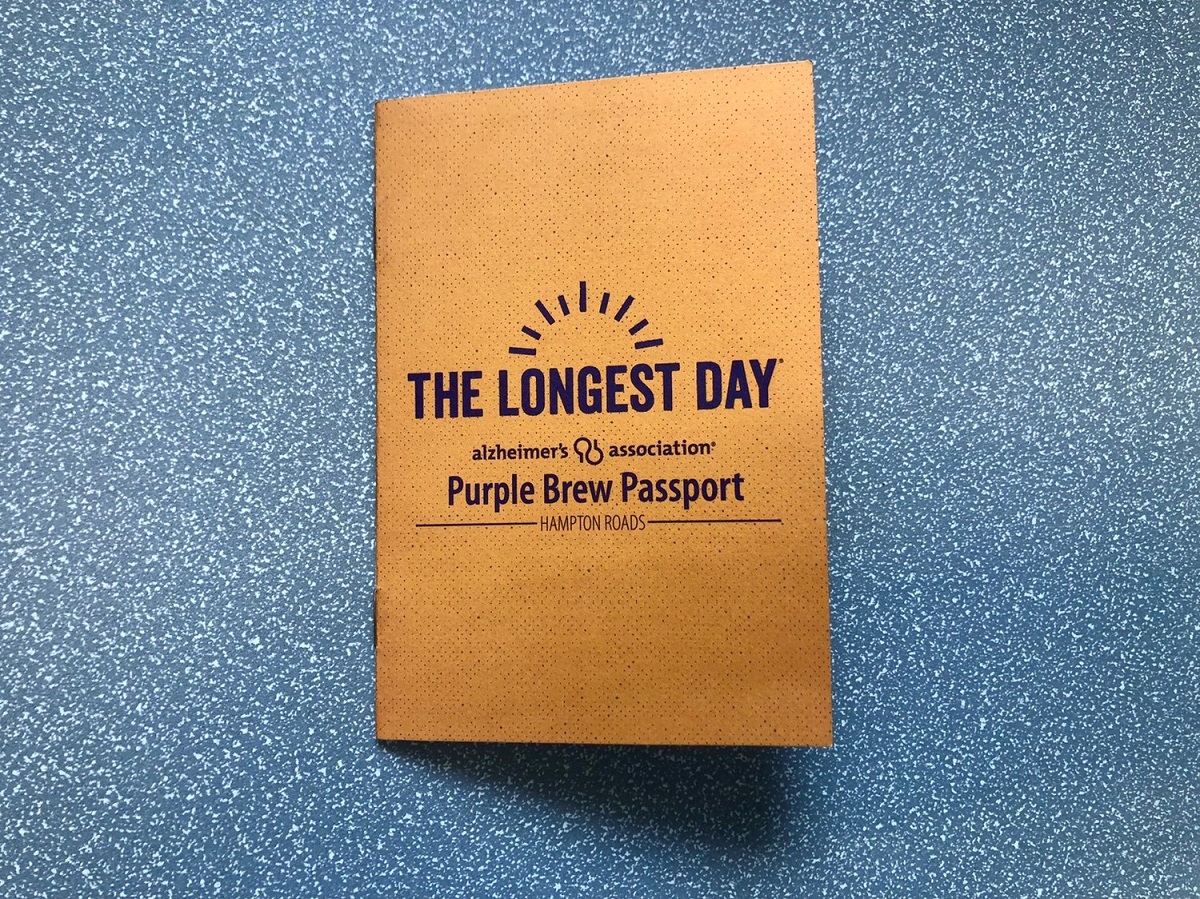 THE LONGEST DAY®
alzheimer's association®
Purple Brew Passport
HAMPTON ROADS